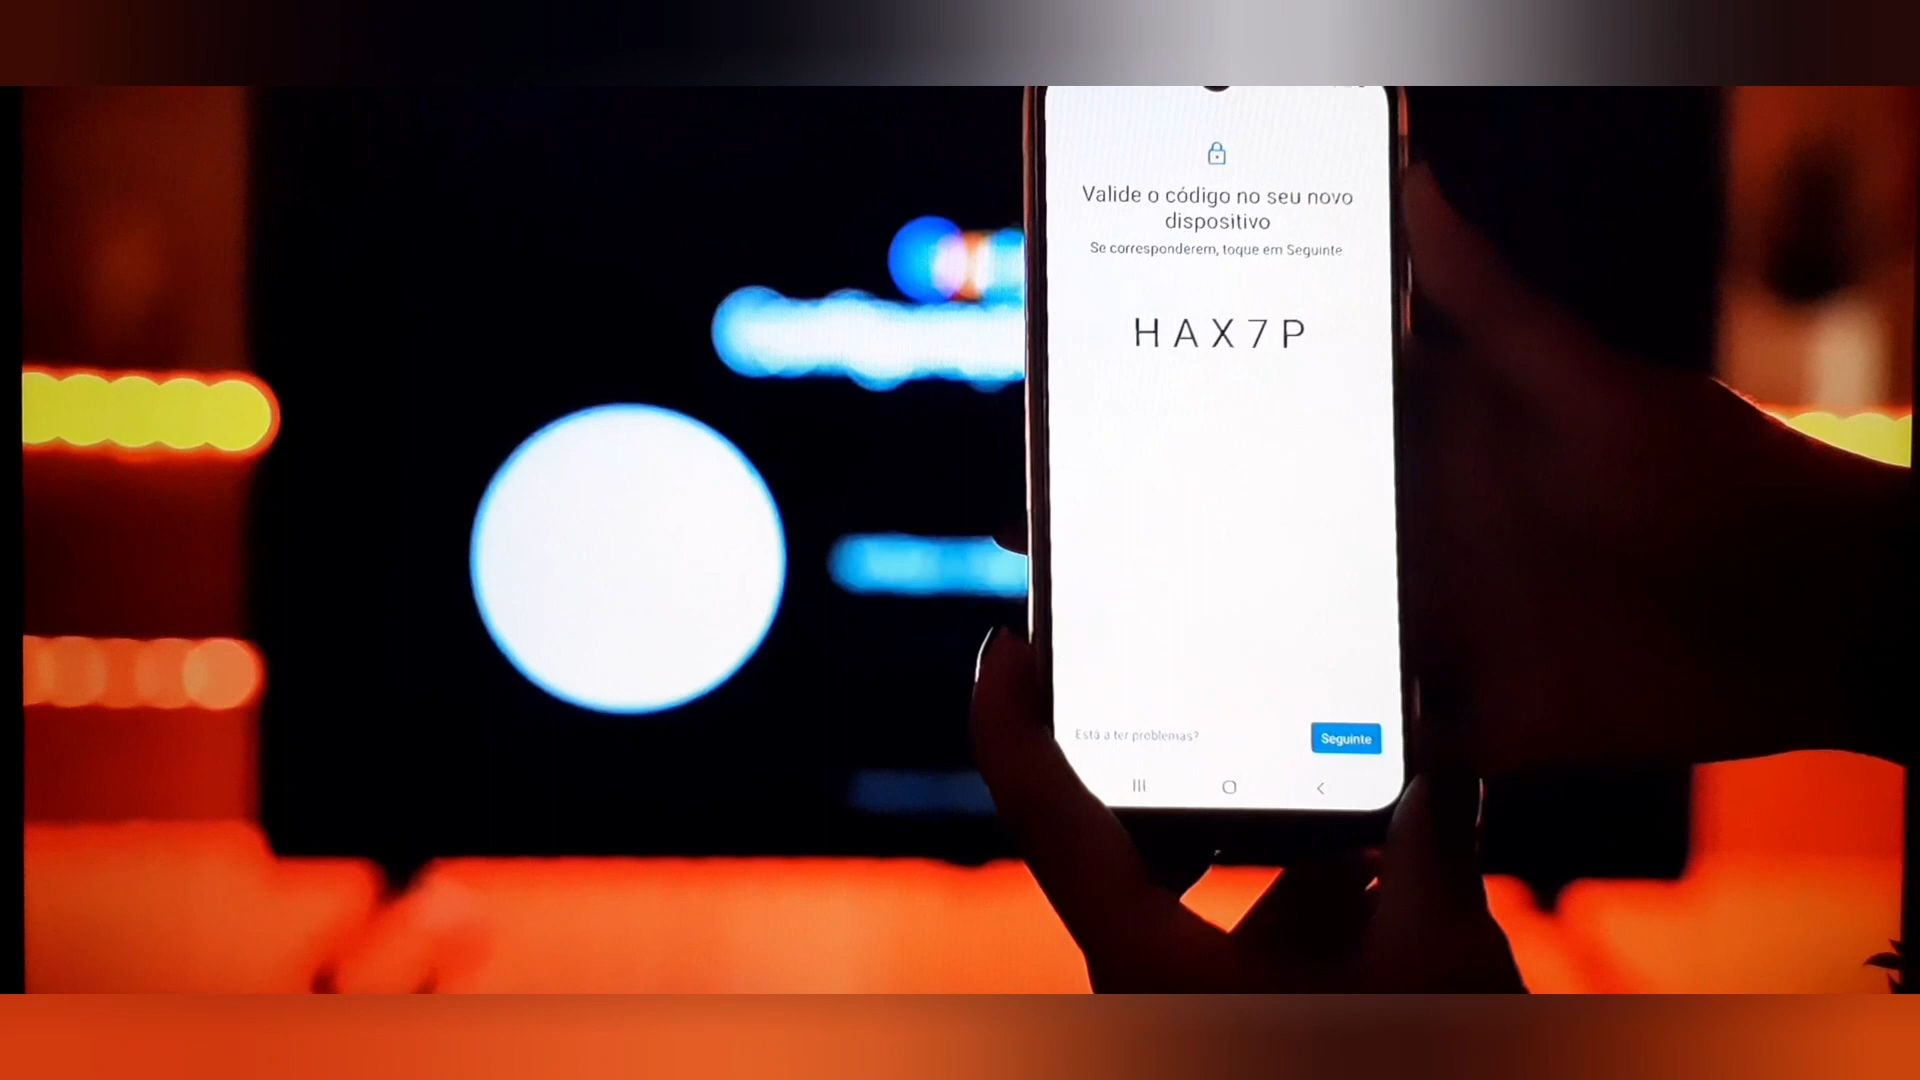 Valide o código no seu novo
dispositivo
Se corresponderem, toque em Seguinte
HAX7P
Está a ter problemas?
Seguinte